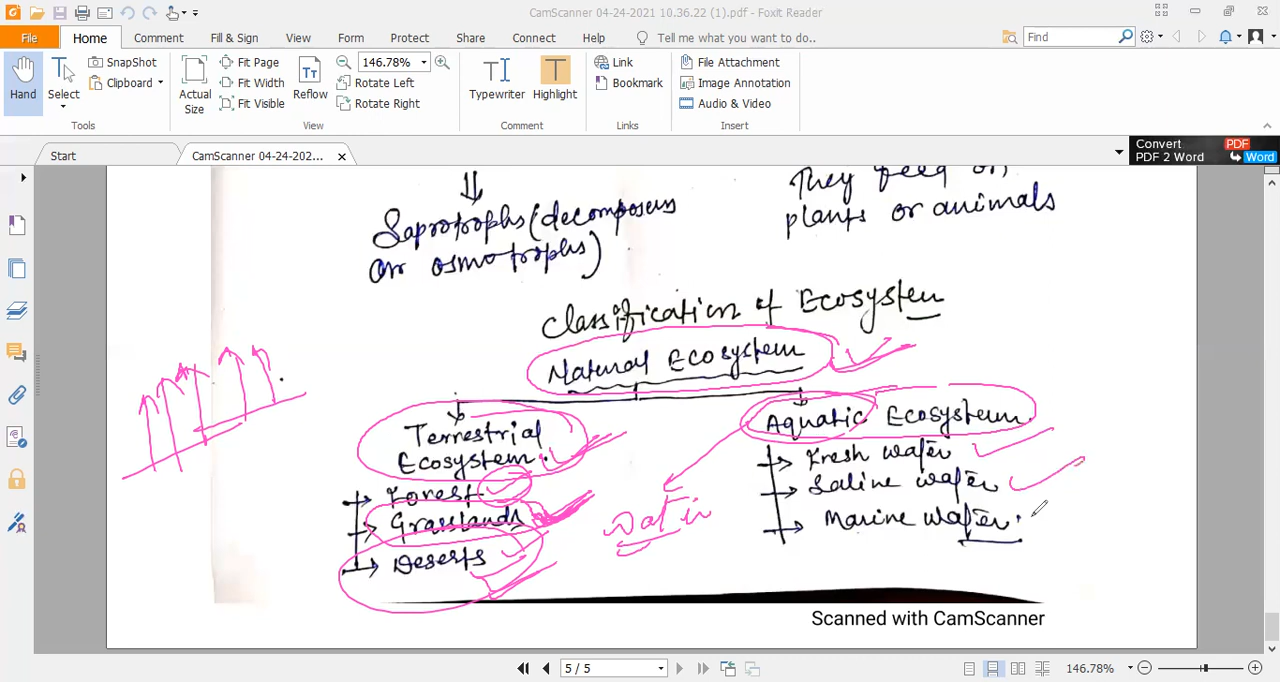 CamScanner 04-24-2021 10.36.22 (1).pdf - Foxit Reader
File Home Comment Fill & Sign View Form Protect Share Connect Help Tell me what you want to do.. Find
Hand
Select
SnapShot
Clipboard
Tools
Actual Size
Fit Page
Fit Width
Fit Visible
Reflow
146.78%
Rotate Left
Rotate Right
View
Typewriter
Highlight
Comment
Link
Bookmark
Links
File Attachment
Image Annotation
Audio & Video
Insert
Start
CamScanner 04-24-202...
Convert PDF
PDF 2 Word Word
They feed on
plants or animals
Saprotrophs (decomposers
or osmotrophs)
Classification of Ecosystem
Natural Ecosystem
Terrestrial
Ecosystem.
Forest
Grasslands
Deserts
Aquatic Ecosystem.
Fresh water
Saline water
Marine water.
Scanned with CamScanner
5 / 5
146.78%